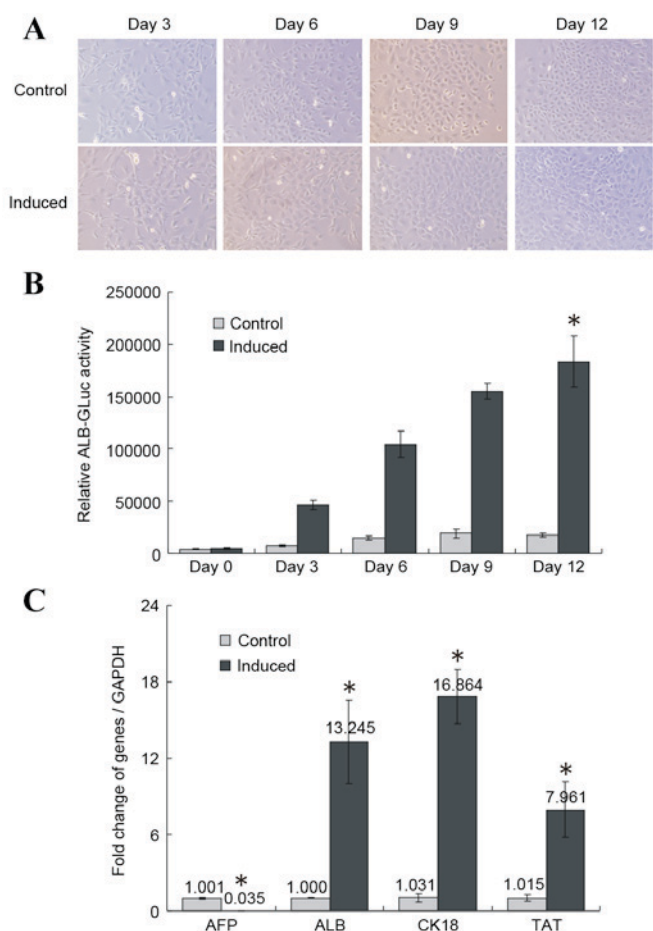 A
Day 3 Day 6 Day 9 Day 12
Control
Induced
B
Relative ALB-GLuc activity
250000
200000
150000
100000
50000
0
Control
Induced
*
Day 0 Day 3 Day 6 Day 9 Day 12
C
Fold change of genes / GAPDH
24
18
12
6
0
Control
Induced
1.001 * 0.035
1.000 * 13.245
1.031 * 16.864
1.015 * 7.961
AFP ALB CK18 TAT